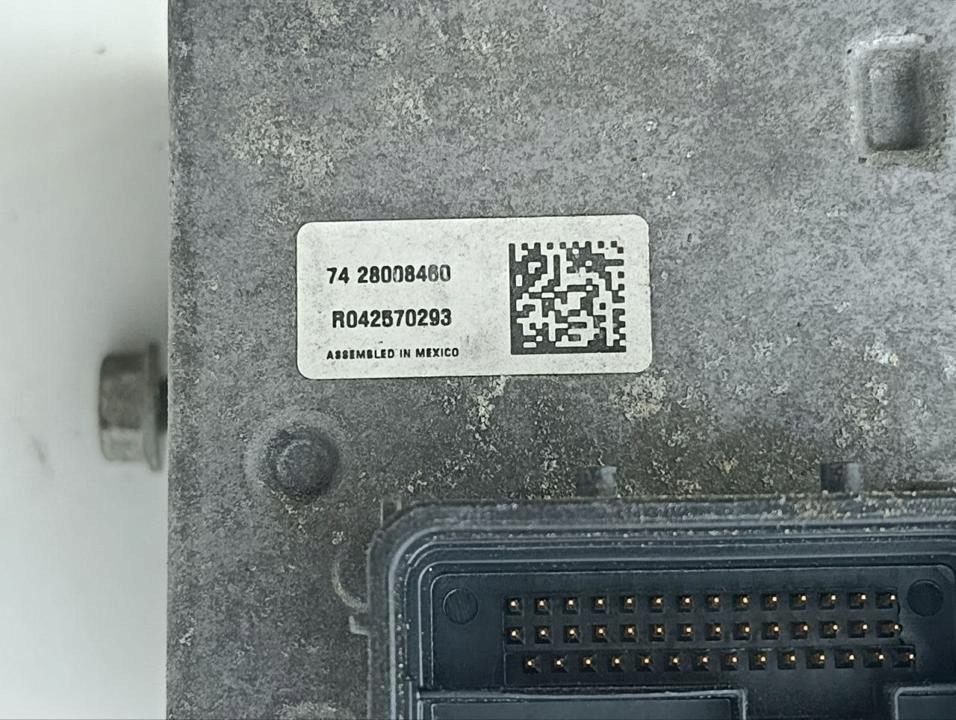 74 28008460
R042570293
ASSEMBLED IN MEXICO